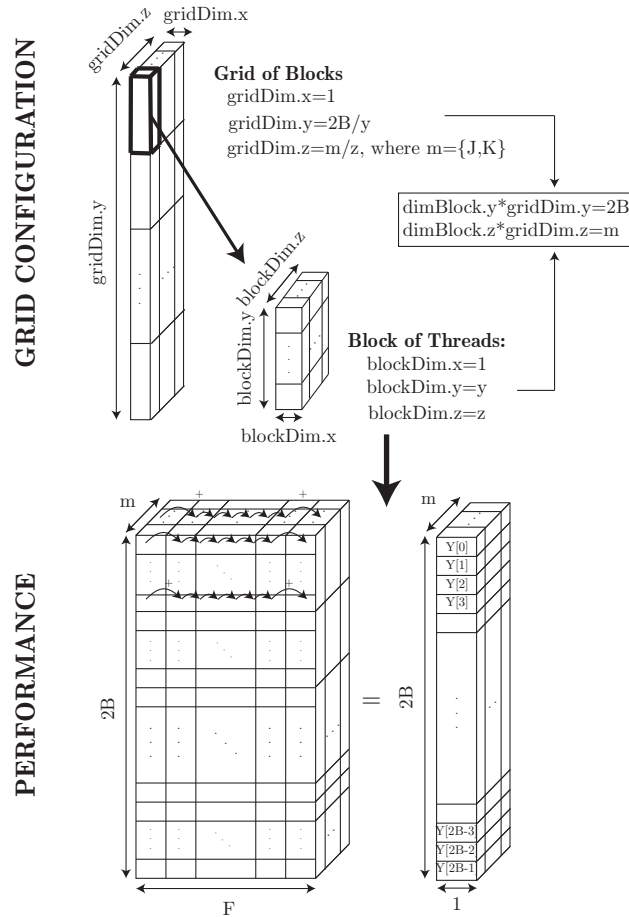 GRID CONFIGURATION
gridDim.z
gridDim.x
gridDim.y
Grid of Blocks
gridDim.x=1
gridDim.y=2B/y
gridDim.z=m/z, where m={J,K}
dimBlock.y*gridDim.y=2B
dimBlock.z*gridDim.z=m
blockDim.z
blockDim.y
blockDim.x
Block of Threads:
blockDim.x=1
blockDim.y=y
blockDim.z=z
PERFORMANCE
m
+ +
+ +
2B
F
=
m
2B
Y[0]
Y[1]
Y[2]
Y[3]
Y[2B-3]
Y[2B-2
Y[2B-1
1